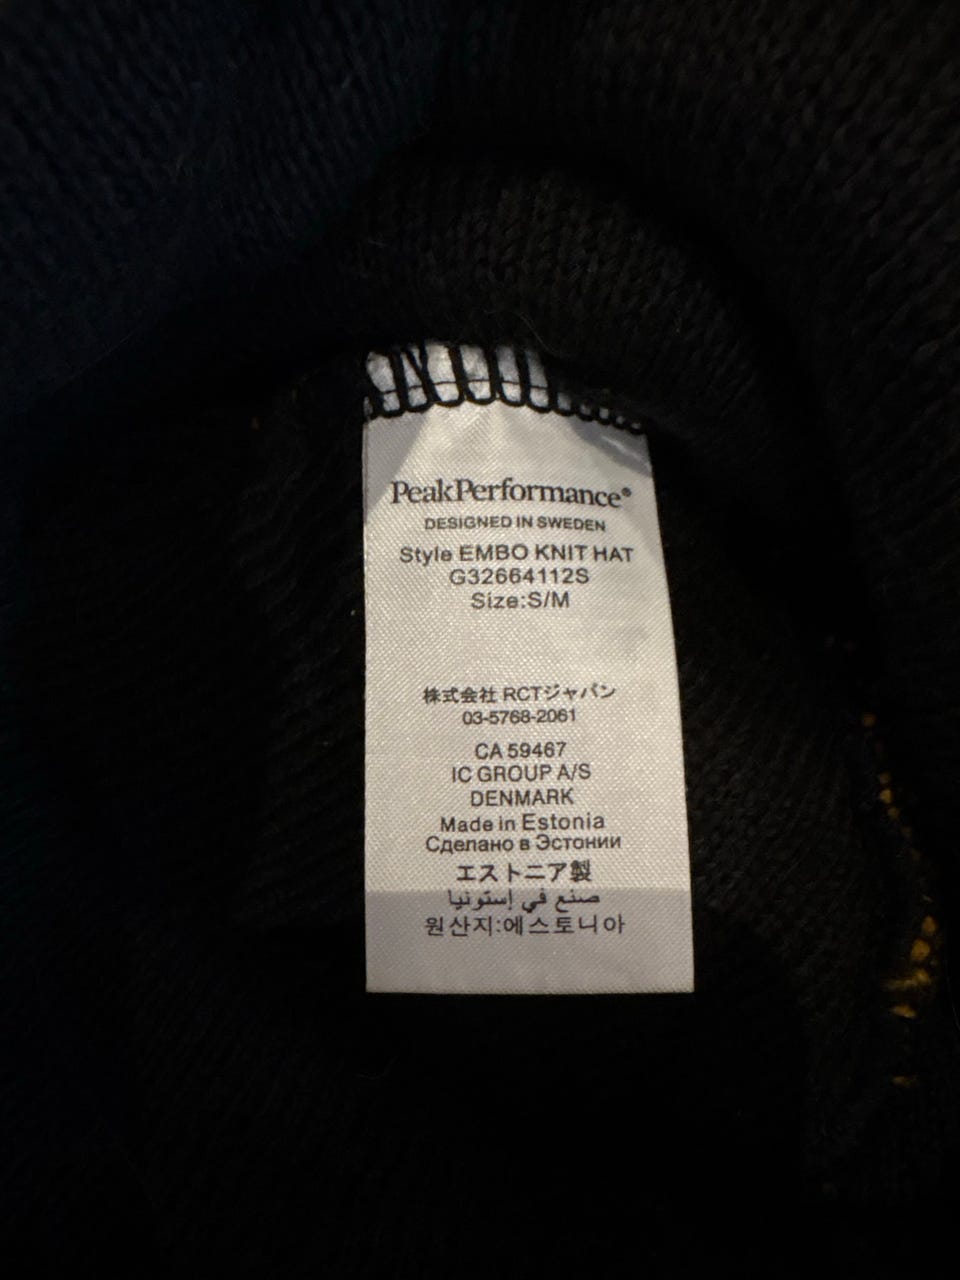 PeakPerformance®
DESIGNED IN SWEDEN
Style EMBO KNIT HAT
G32664112S
Size:S/M
株式会社 RCTジャパン
03-5768-2061
CA 59467
IC GROUP A/S
DENMARK
Made in Estonia
Сделано в Эстонии
エストニア製
صنع في إستونيا
원산지:에스토니아